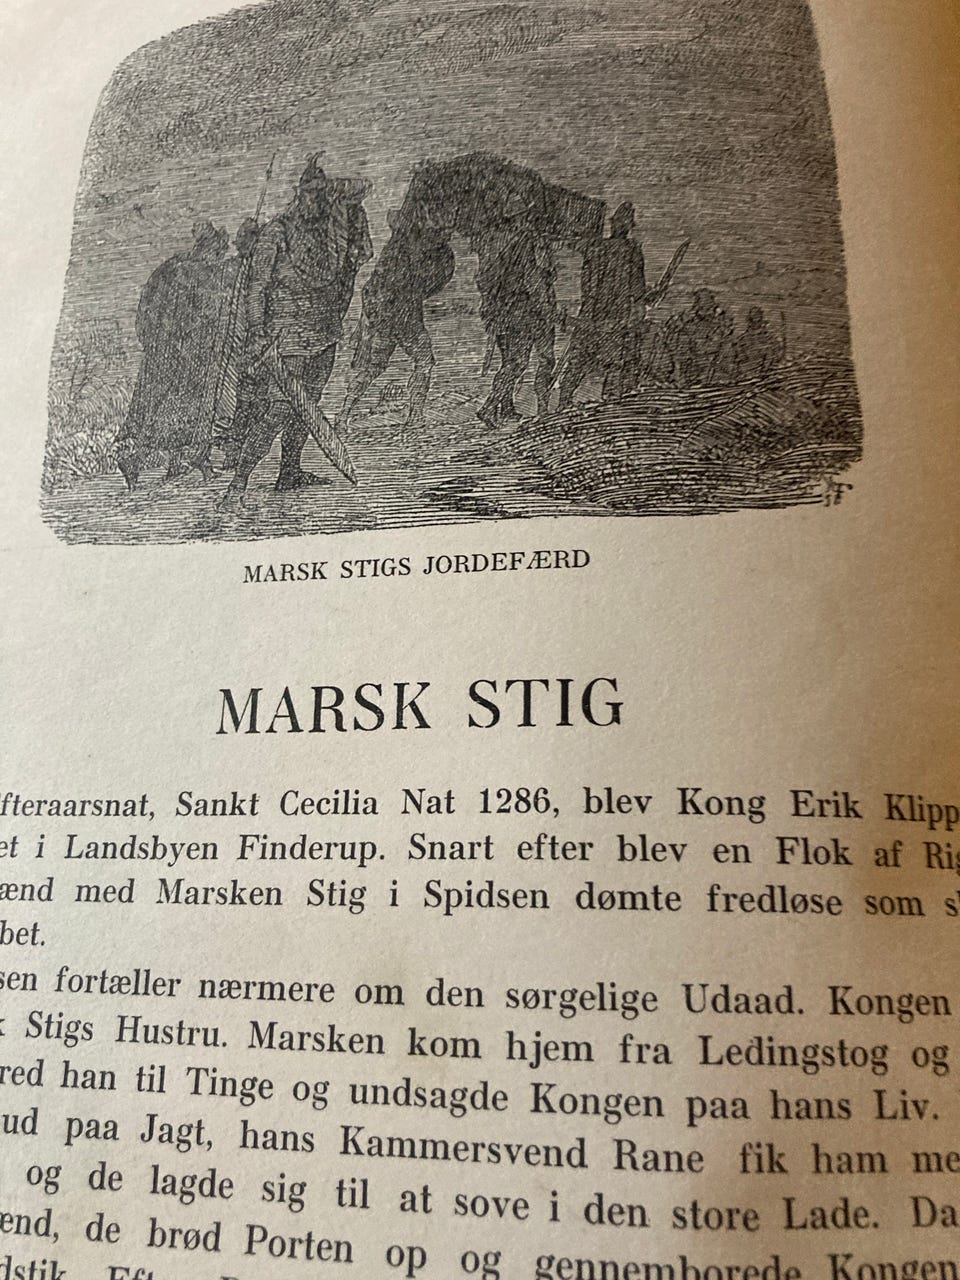 MARSK STIGS JORDEFÆRD
MARSK STIG
fteraarsnat, Sankt Cecilia Nat 1286, blev Kong Erik Klipp
et i Landsbyen Finderup. Snart efter blev en Flok af Rig
ænd med Marsken Stig i Spidsen dømte fredløse som s
bet.
sen fortæller nærmere om den sørgelige Udaad. Kongen
k Stigs Hustru. Marsken kom hjem fra Ledingstog og
red han til Tinge og undsagde Kongen paa hans Liv.
ud paa Jagt, hans Kammersvend Rane fik ham me
og de lagde sig til at sove i den store Lade. Da
ænd, de brød Porten op og gennemborede Kongen
dstik